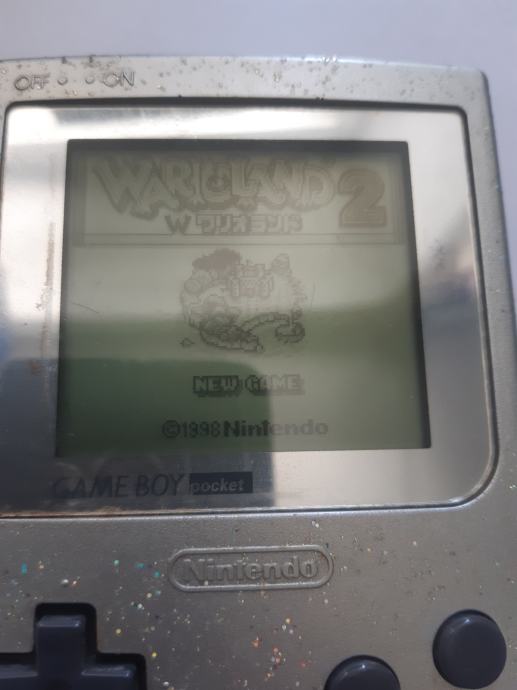 OFF ON
WARIOLAND 2
W ワリオランド
NEW GAME
©1998 Nintendo
GAME BOY pocket
Nintendo